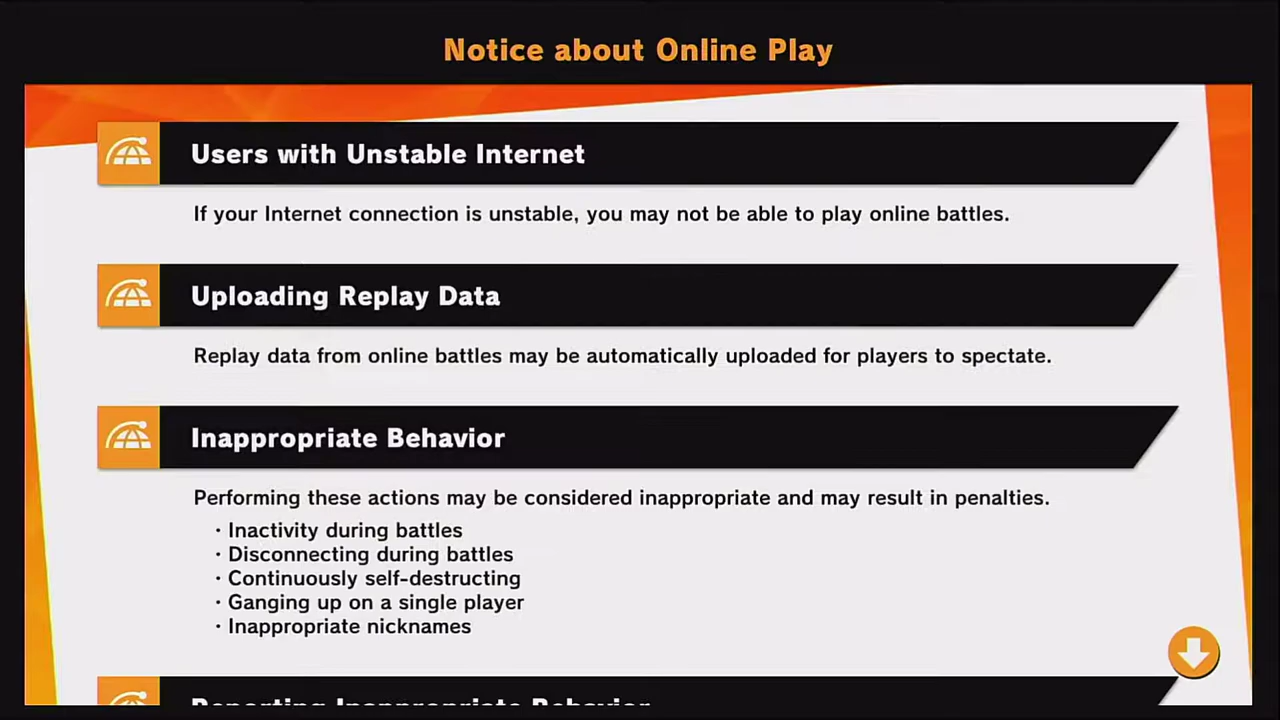 Notice about Online Play
Users with Unstable Internet
If your Internet connection is unstable, you may not be able to play online battles.
Uploading Replay Data
Replay data from online battles may be automatically uploaded for players to spectate.
Inappropriate Behavior
Performing these actions may be considered inappropriate and may result in penalties.
· Inactivity during battles
· Disconnecting during battles
· Continuously self-destructing
· Ganging up on a single player
· Inappropriate nicknames
Reporting Inappropriate Behavior